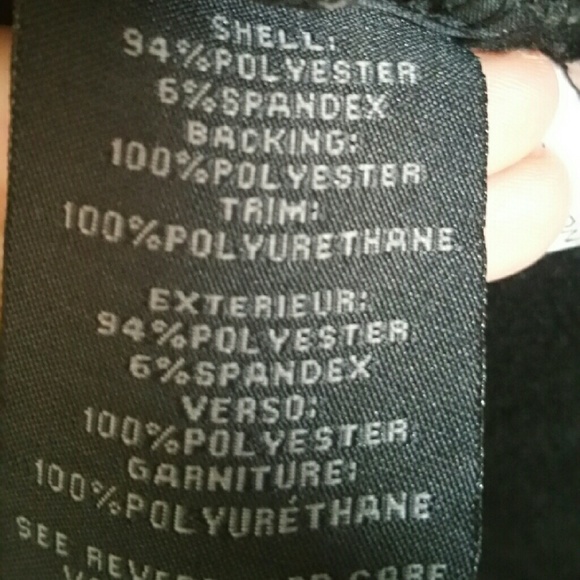 SHELL:
94%POLYESTER
6%SPANDEX
BACKING:
100%POLYESTER
TRIM:
100%POLYURETHANE
EXTERIEUR:
94%POLYESTER
6%SPANDEX
VERSO:
100%POLYESTER
GARNITURE:
100%POLYURÉTHANE
SEE CARE